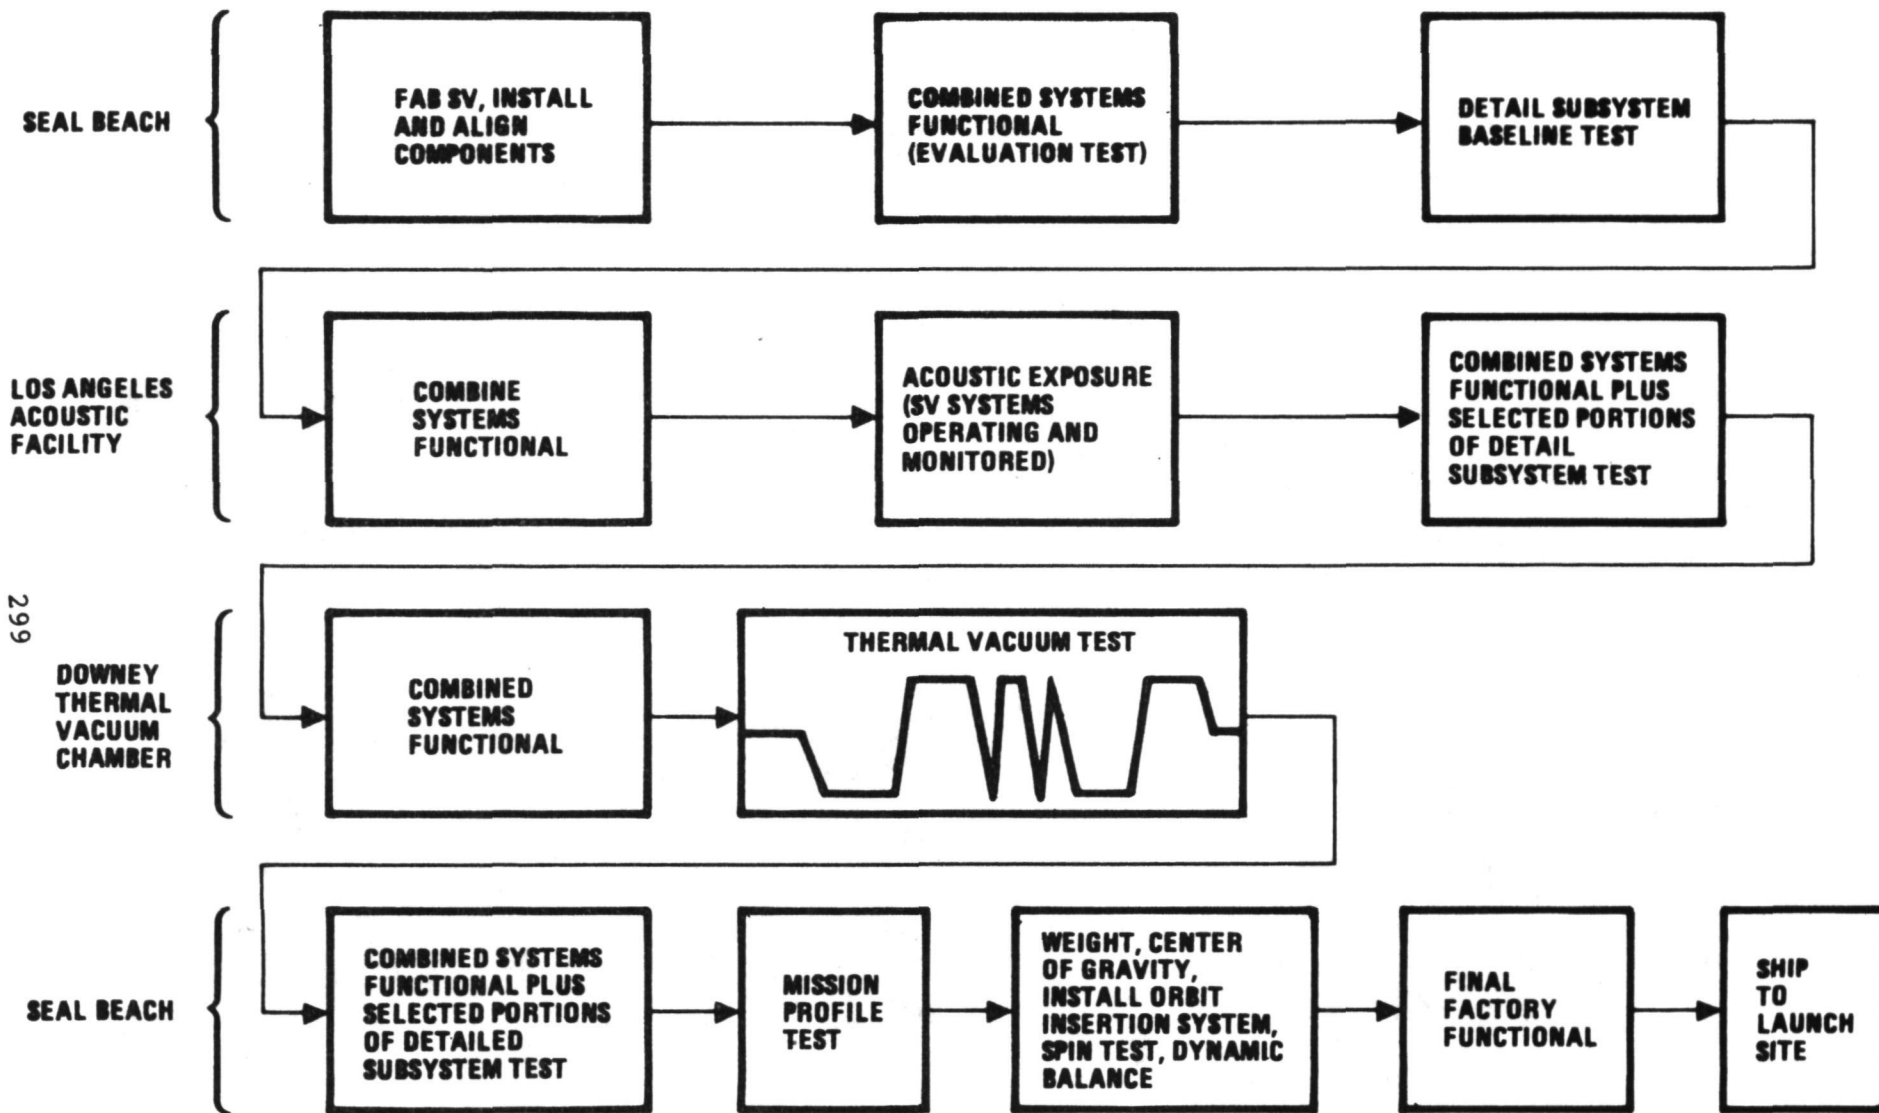 SEAL BEACH
FAB SV, INSTALL
AND ALIGN
COMPONENTS
COMBINED SYSTEMS
FUNCTIONAL
(EVALUATION TEST)
DETAIL SUBSYSTEM
BASELINE TEST
LOS ANGELES
ACOUSTIC
FACILITY
COMBINE
SYSTEMS
FUNCTIONAL
ACOUSTIC EXPOSURE
(SV SYSTEMS
OPERATING AND
MONITORED)
COMBINED SYSTEMS
FUNCTIONAL PLUS
SELECTED PORTIONS
OF DETAIL
SUBSYSTEM TEST
299
DOWNEY
THERMAL
VACUUM
CHAMBER
COMBINED
SYSTEMS
FUNCTIONAL
THERMAL VACUUM TEST
SEAL BEACH
COMBINED SYSTEMS
FUNCTIONAL PLUS
SELECTED PORTIONS
OF DETAILED
SUBSYSTEM TEST
MISSION
PROFILE
TEST
WEIGHT, CENTER
OF GRAVITY,
INSTALL ORBIT
INSERTION SYSTEM,
SPIN TEST, DYNAMIC
BALANCE
FINAL
FACTORY
FUNCTIONAL
SHIP
TO
LAUNCH
SITE